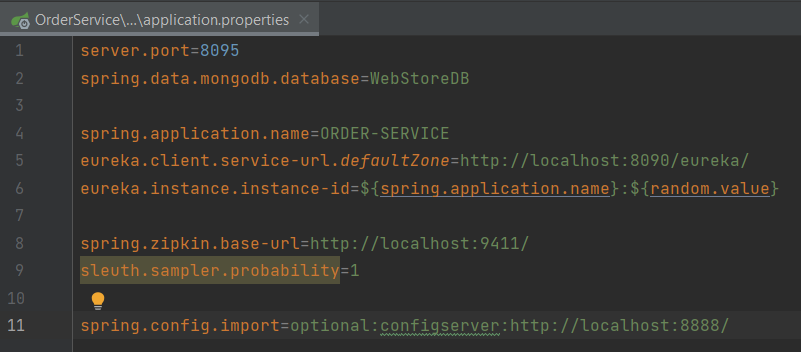 OrderService\...\application.properties
1 server.port=8095
2 spring.data.mongodb.database=WebStoreDB
3
4 spring.application.name=ORDER-SERVICE
5 eureka.client.service-url.defaultZone=http://localhost:8090/eureka/
6 eureka.instance.instance-id=${spring.application.name}:${random.value}
7
8 spring.zipkin.base-url=http://localhost:9411/
9 sleuth.sampler.probability=1
10
11 spring.config.import=optional:configserver:http://localhost:8888/